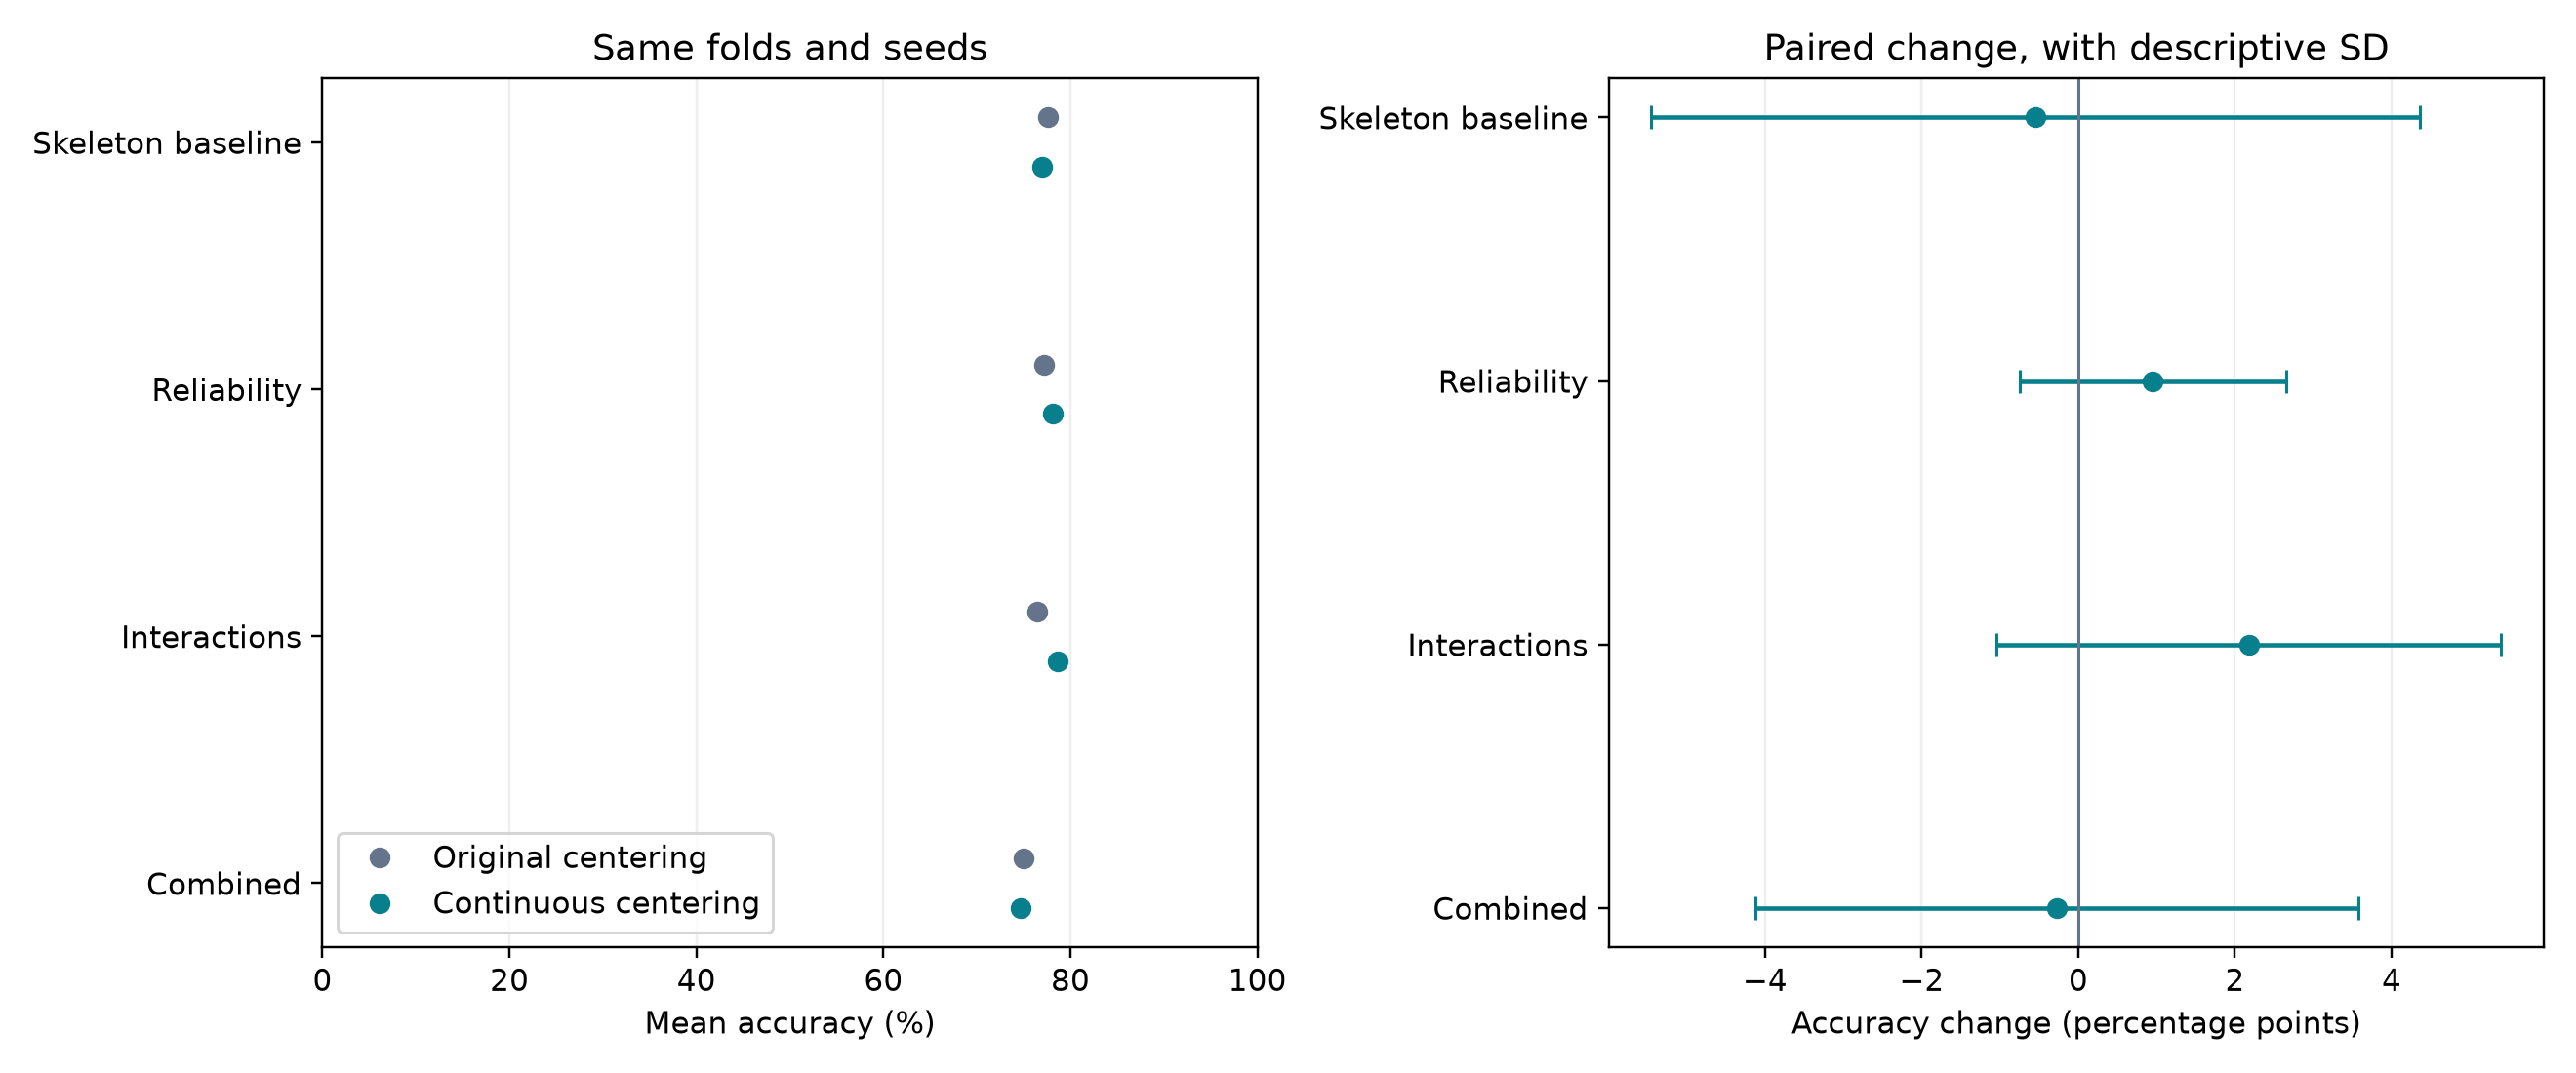 Same folds and seeds
Skeleton baseline
Reliability
Interactions
Combined
Original centering
Continuous centering
0 20 40 60 80 100
Mean accuracy (%)
Paired change, with descriptive SD
Skeleton baseline
Reliability
Interactions
Combined
−4 −2 0 2 4
Accuracy change (percentage points)